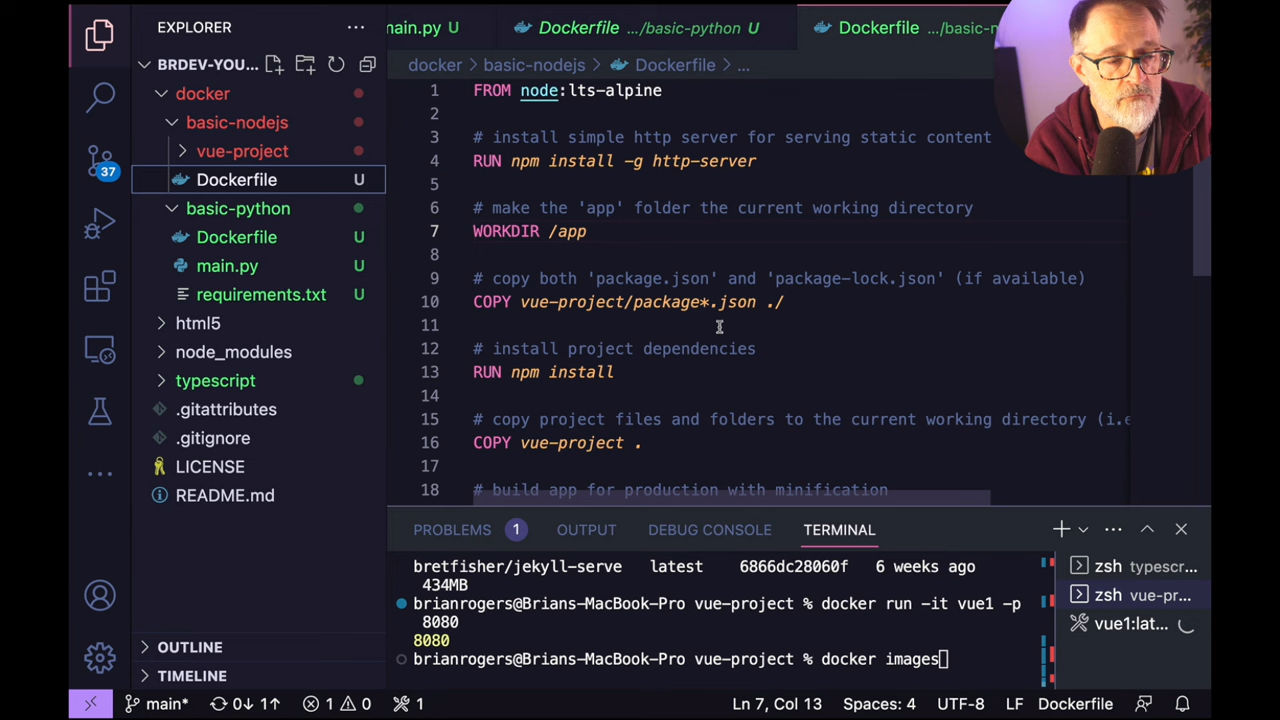 EXPLORER
BRDEV-YOU...
docker
basic-nodejs
vue-project
Dockerfile U
basic-python
Dockerfile U
main.py U
requirements.txt U
html5
node_modules
typescript
.gitattributes
.gitignore
LICENSE
README.md
OUTLINE
TIMELINE
37
main.py U
Dockerfile .../basic-python U
Dockerfile .../basic-n
docker > basic-nodejs > Dockerfile > ...
1 FROM node:lts-alpine
2
3 # install simple http server for serving static content
4 RUN npm install -g http-server
5
6 # make the 'app' folder the current working directory
7 WORKDIR /app
8
9 # copy both 'package.json' and 'package-lock.json' (if available)
10 COPY vue-project/package*.json ./
11
12 # install project dependencies
13 RUN npm install
14
15 # copy project files and folders to the current working directory (i.e
16 COPY vue-project .
17
18 # build app for production with minification
PROBLEMS 1 OUTPUT DEBUG CONSOLE TERMINAL
bretfisher/jekyll-serve latest 6866dc28060f 6 weeks ago
434MB
brianrogers@Brians-MacBook-Pro vue-project % docker run -it vue1 -p
8080
8080
brianrogers@Brians-MacBook-Pro vue-project % docker images
zsh typescr...
zsh vue-pr...
vue1:lat...
main* 0↓ 1↑ 1 0 1 Ln 7, Col 13 Spaces: 4 UTF-8 LF Dockerfile